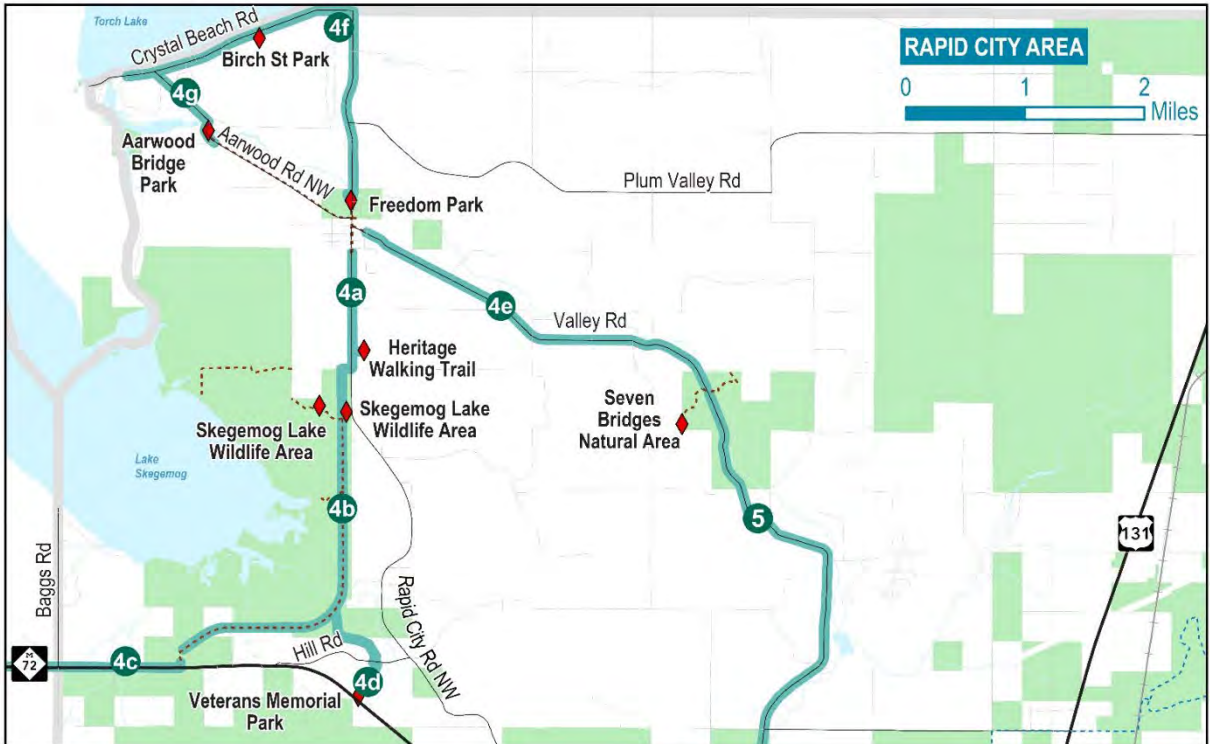 Torch Lake
Crystal Beach Rd
4f
Birch St Park
RAPID CITY AREA
0 1 2
Miles
4g
Aarwood
Bridge
Park
Aarwood Rd NW
Plum Valley Rd
Freedom Park
4a
4e
Valley Rd
Heritage
Walking Trail
Skegemog Lake
Wildlife Area
Skegemog Lake
Wildlife Area
Seven
Bridges
Natural Area
Lake
Skegemog
4b
5
131
Baggs Rd
Rapid City Rd NW
Hill Rd
M
72
4c
4d
Veterans Memorial
Park